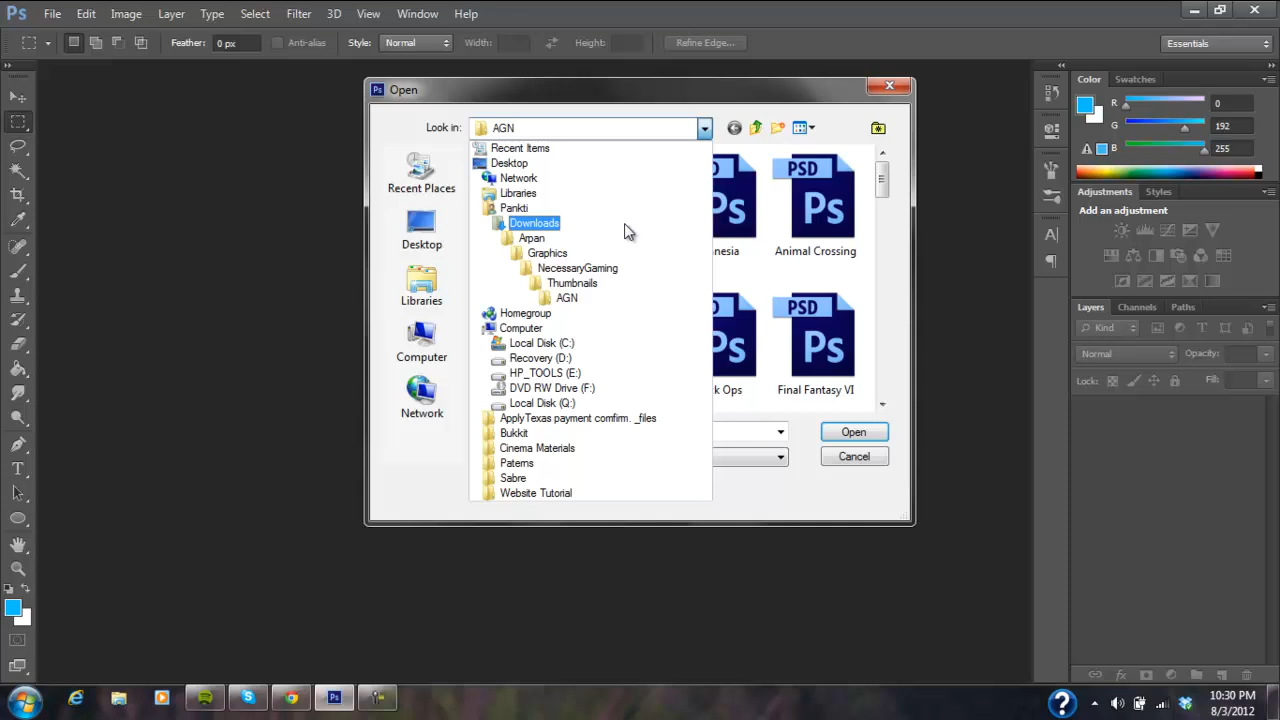 Ps File Edit Image Layer Type Select Filter 3D View Window Help
Feather: 0 px Anti-alias Style: Normal Width: Height: Refine Edge... Essentials
Ps Open
Look in: AGN
Recent Items
Desktop
Network
Libraries
Pankti
Downloads
Arpan
Graphics
NecessaryGaming
Thumbnails
AGN
Homegroup
Computer
Local Disk (C:)
Recovery (D:)
HP_TOOLS (E:)
DVD RW Drive (F:)
Local Disk (Q:)
ApplyTexas payment comfirm. _files
Bukkit
Cinema Materials
Paterns
Sabre
Website Tutorial
Recent Places
Desktop
Libraries
Computer
Network
PSD
Ps
nesia
Animal Crossing
PSD
Ps
ck Ops
Final Fantasy VI
Open
Cancel
Color Swatches
R 0
G 192
B 255
Adjustments Styles
Add an adjustment
Layers Channels Paths
Kind
Normal Opacity:
Lock: Fill:
10:30 PM
8/3/2012